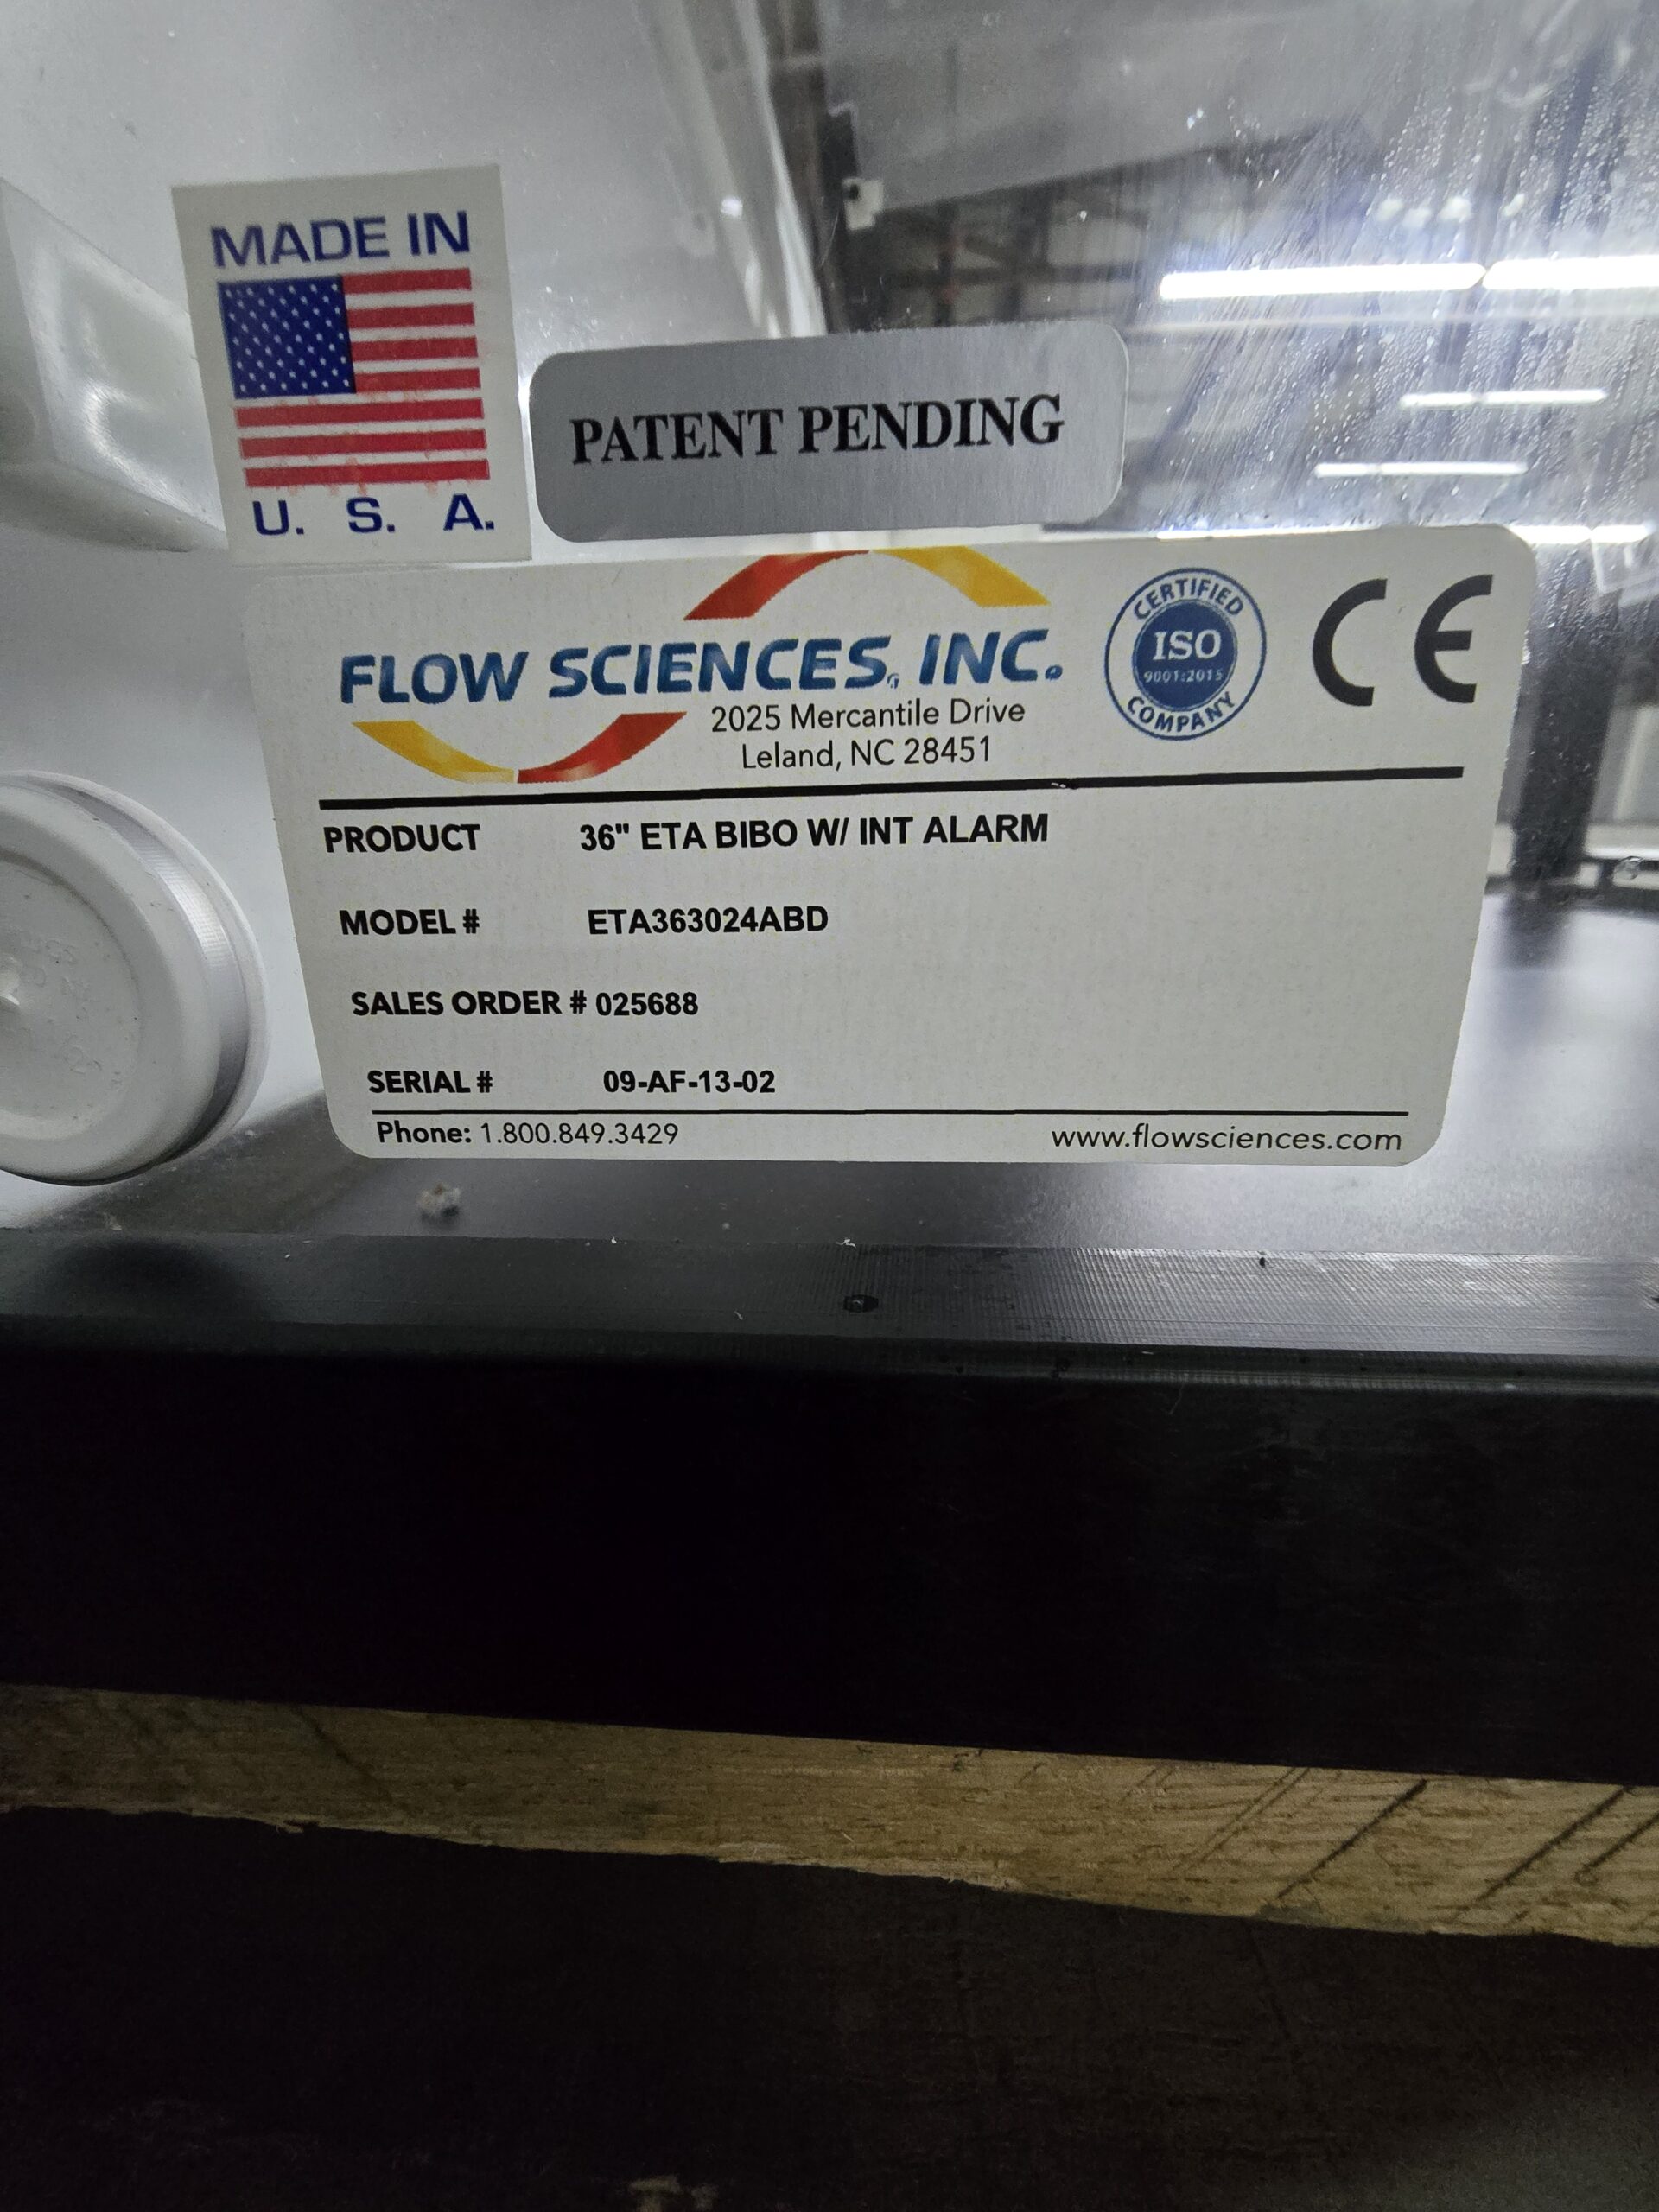 MADE IN
U. S. A.
PATENT PENDING
FLOW SCIENCES, INC.
2025 Mercantile Drive
Leland, NC 28451
CERTIFIED
ISO
9001:2015
COMPANY
CE
PRODUCT 36" ETA BIBO W/ INT ALARM
MODEL # ETA363024ABD
SALES ORDER # 025688
SERIAL # 09-AF-13-02
Phone: 1.800.849.3429 www.flowsciences.com